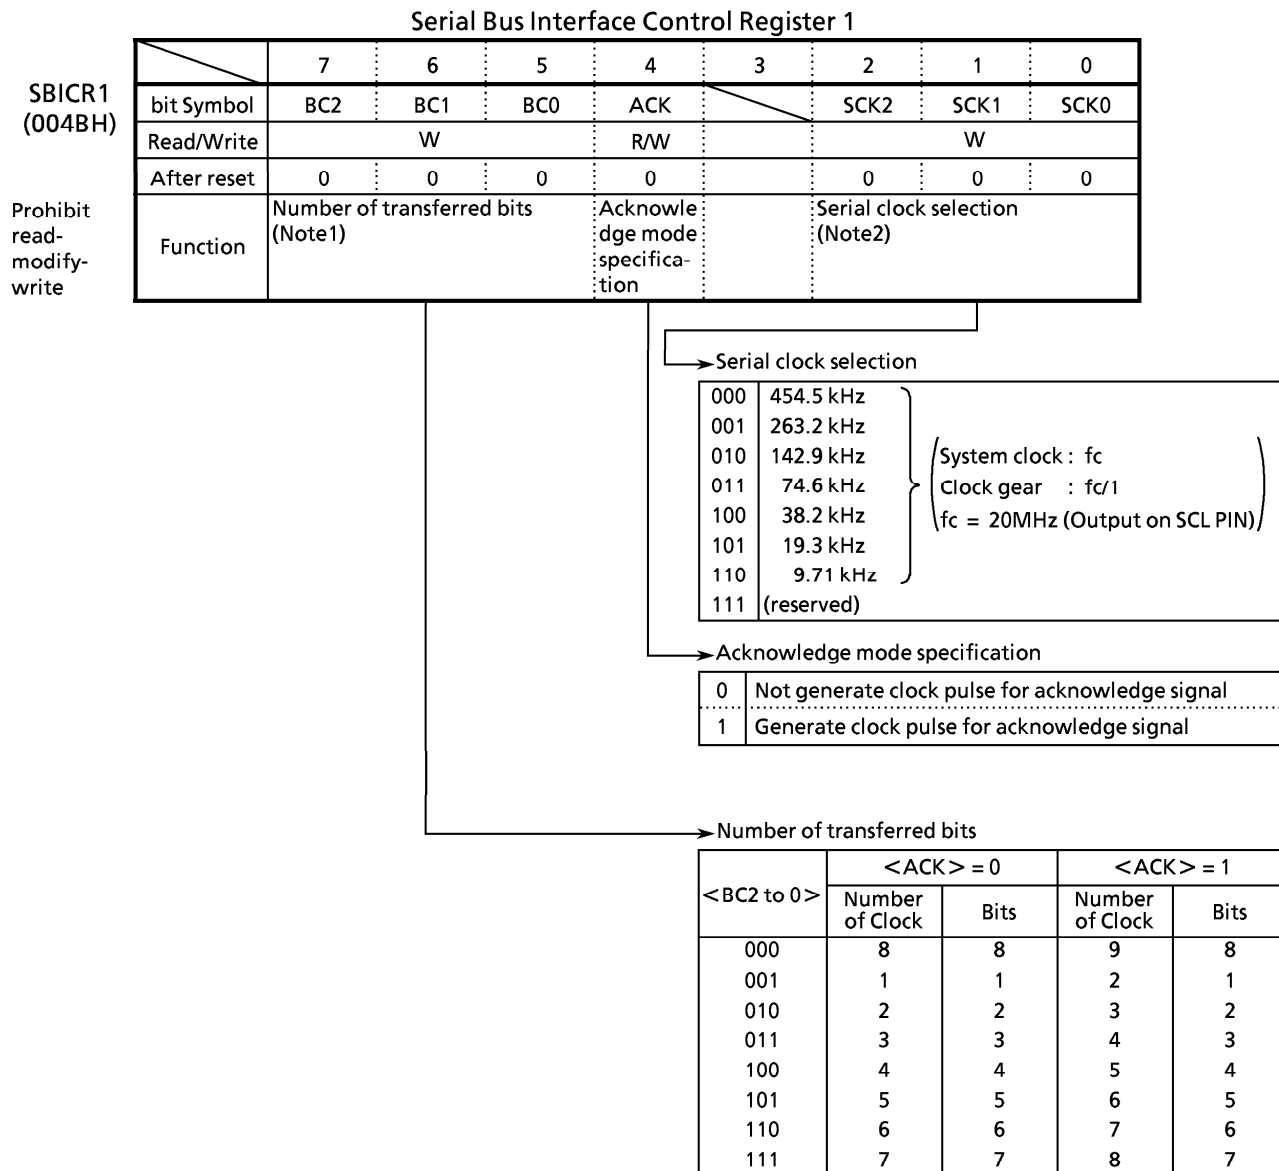 Serial Bus Interface Control Register 1
7 6 5 4 3 2 1 0
SBICR1
(004BH)
bit Symbol BC2 BC1 BC0 ACK SCK2 SCK1 SCK0
Read/Write W R/W W
After reset 0 0 0 0 0 0 0
Prohibit
read-
modify-
write
Function
Number of transferred bits
(Note1)
Acknowle
dge mode
specifica-
tion
Serial clock selection
(Note2)
Serial clock selection
000 454.5 kHz
001 263.2 kHz
010 142.9 kHz
011 74.6 kHz
100 38.2 kHz
101 19.3 kHz
110 9.71 kHz
111 (reserved)
System clock : fc
Clock gear : fc/1
fc = 20MHz (Output on SCL PIN)
Acknowledge mode specification
0 Not generate clock pulse for acknowledge signal
1 Generate clock pulse for acknowledge signal
Number of transferred bits
<BC2 to 0> <ACK> = 0 <ACK> = 1
Number
of Clock
Bits
Number
of Clock
Bits
000 8 8 9 8
001 1 1 2 1
010 2 2 3 2
011 3 3 4 3
100 4 4 5 4
101 5 5 6 5
110 6 6 7 6
111 7 7 8 7